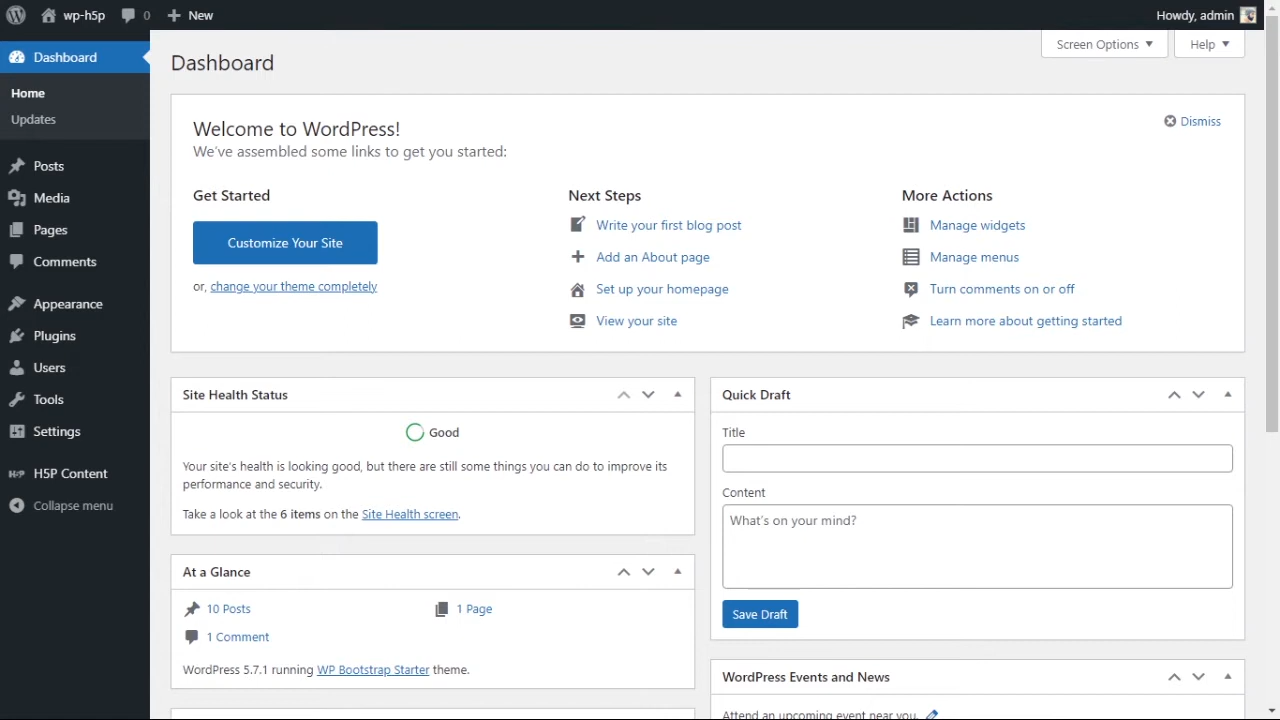 wp-h5p 0 New Howdy, admin
Screen Options Help
Dashboard
Home
Updates
Posts
Media
Pages
Comments
Appearance
Plugins
Users
Tools
Settings
H5P H5P Content
Collapse menu
Dashboard
Welcome to WordPress!
Dismiss
We've assembled some links to get you started:
Get Started
Customize Your Site
or, change your theme completely
Next Steps
Write your first blog post
Add an About page
Set up your homepage
View your site
More Actions
Manage widgets
Manage menus
Turn comments on or off
Learn more about getting started
Site Health Status
Good
Your site's health is looking good, but there are still some things you can do to improve its
performance and security.
Take a look at the 6 items on the Site Health screen.
At a Glance
10 Posts
1 Page
1 Comment
WordPress 5.7.1 running WP Bootstrap Starter theme.
Quick Draft
Title
Content
What's on your mind?
Save Draft
WordPress Events and News
Attend an upcoming event near you.